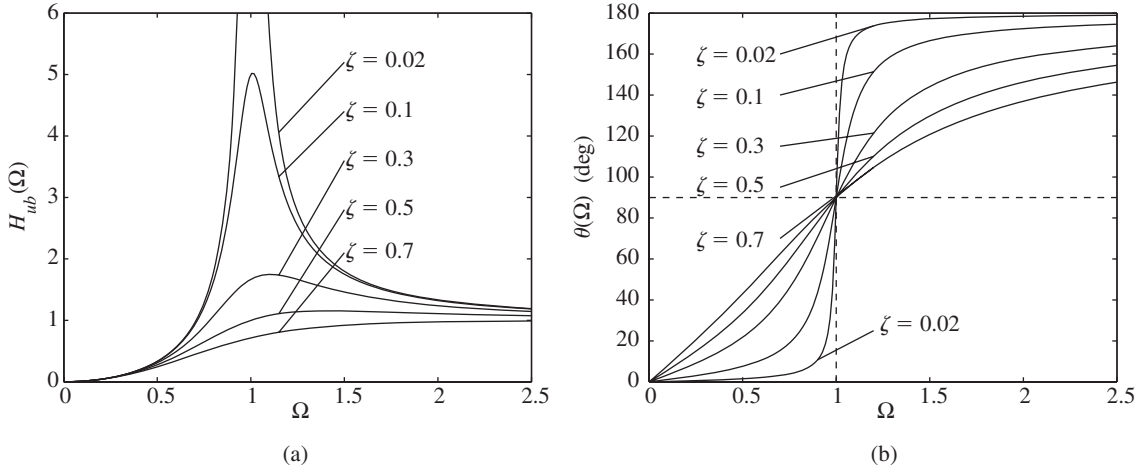 6
5
4
3
2
1
0
H_ub(Ω)
ζ = 0.02
ζ = 0.1
ζ = 0.3
ζ = 0.5
ζ = 0.7
0 0.5 1 1.5 2 2.5
Ω
(a)
180
160
140
120
100
80
60
40
20
0
θ(Ω) (deg)
ζ = 0.02
ζ = 0.1
ζ = 0.3
ζ = 0.5
ζ = 0.7
ζ = 0.02
0 0.5 1 1.5 2 2.5
Ω
(b)